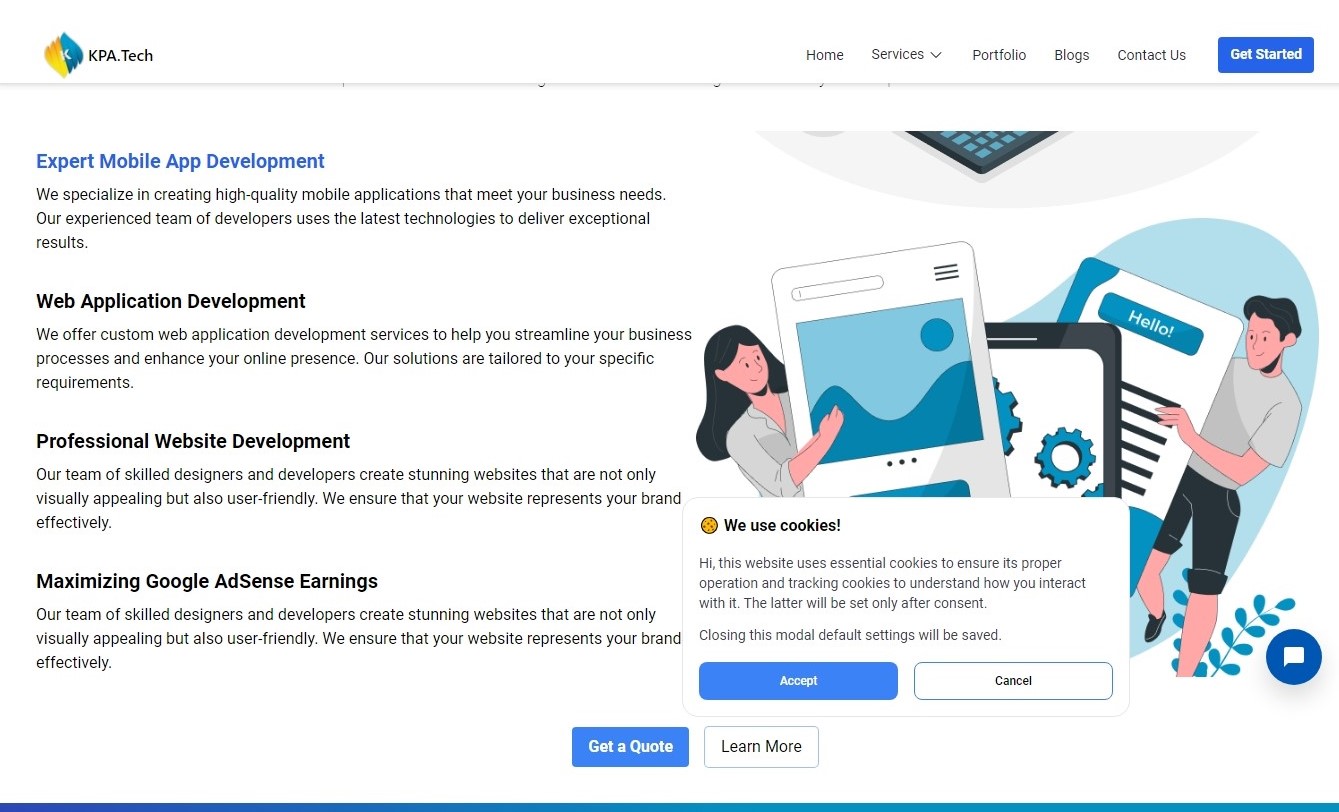 KPA.Tech
Home
Services
Portfolio
Blogs
Contact Us
Get Started
Expert Mobile App Development
We specialize in creating high-quality mobile applications that meet your business needs.
Our experienced team of developers uses the latest technologies to deliver exceptional
results.
Web Application Development
We offer custom web application development services to help you streamline your business
processes and enhance your online presence. Our solutions are tailored to your specific
requirements.
Professional Website Development
Our team of skilled designers and developers create stunning websites that are not only
visually appealing but also user-friendly. We ensure that your website represents your brand
effectively.
Maximizing Google AdSense Earnings
Our team of skilled designers and developers create stunning websites that are not only
visually appealing but also user-friendly. We ensure that your website represents your brand
effectively.
Hello!
We use cookies!
Hi, this website uses essential cookies to ensure its proper
operation and tracking cookies to understand how you interact
with it. The latter will be set only after consent.
Closing this modal default settings will be saved.
Accept
Cancel
Get a Quote
Learn More